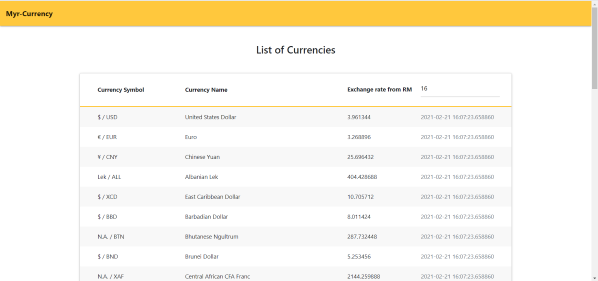 Myr-Currency
List of Currencies
Currency Symbol Currency Name Exchange rate from RM 16
$ / USD United States Dollar 3.961344 2021-02-21 16:07:23.658860
€ / EUR Euro 3.268896 2021-02-21 16:07:23.658860
¥ / CNY Chinese Yuan 25.696432 2021-02-21 16:07:23.658860
Lek / ALL Albanian Lek 404.428688 2021-02-21 16:07:23.658860
$ / XCD East Caribbean Dollar 10.705712 2021-02-21 16:07:23.658860
$ / BBD Barbadian Dollar 8.011424 2021-02-21 16:07:23.658860
N.A. / BTN Bhutanese Ngultrum 287.732448 2021-02-21 16:07:23.658860
$ / BND Brunei Dollar 5.253456 2021-02-21 16:07:23.658860
N.A. / XAF Central African CFA Franc 2144.259888 2021-02-21 16:07:23.658860